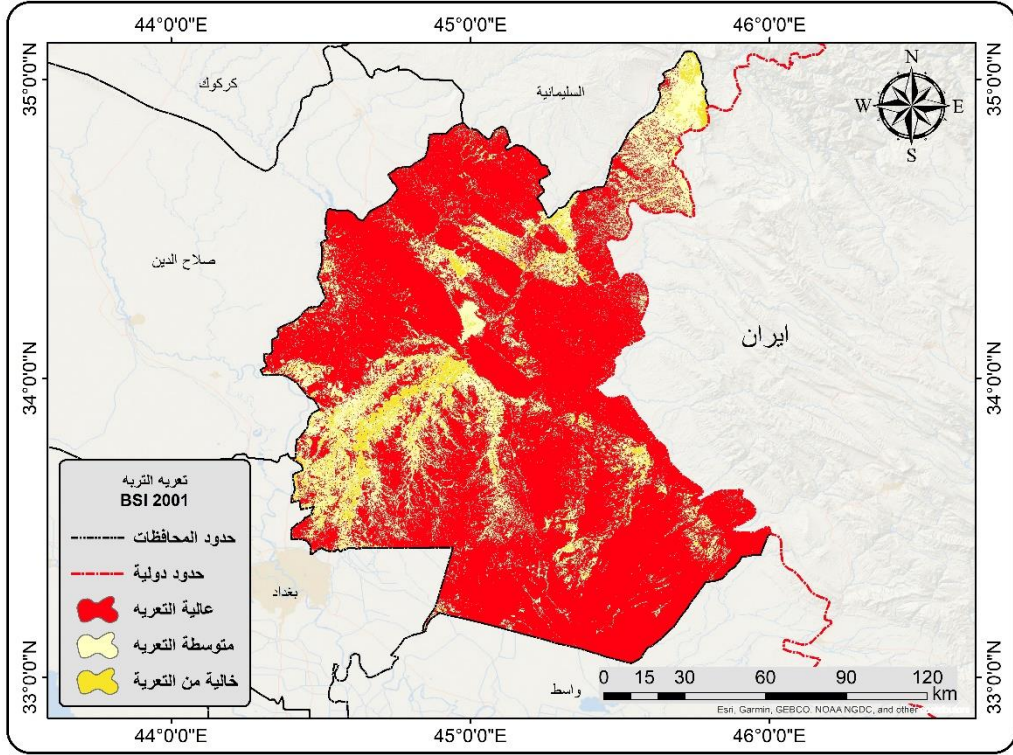 44°0'0"E 45°0'0"E 46°0'0"E
35°0'0"N
34°0'0"N
33°0'0"N
35°0'0"N
34°0'0"N
33°0'0"N
N
W E
S
كركوك
السليمانية
صلاح الدين
ايران
بغداد
واسط
تعريه التربه
BSI 2001
حدود المحافظات
حدود دولية
عالية التعريه
متوسطة التعريه
خالية من التعرية
0 15 30 60 90 120
km
Esri, Garmin, GEBCO, NOAA NGDC, and other
44°0'0"E 45°0'0"E 46°0'0"E